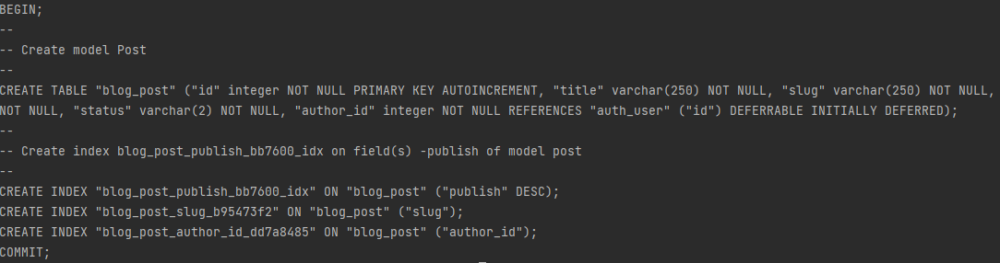 BEGIN;
--
-- Create model Post
--
CREATE TABLE "blog_post" ("id" integer NOT NULL PRIMARY KEY AUTOINCREMENT, "title" varchar(250) NOT NULL, "slug" varchar(250) NOT NULL,
NOT NULL, "status" varchar(2) NOT NULL, "author_id" integer NOT NULL REFERENCES "auth_user" ("id") DEFERRABLE INITIALLY DEFERRED);
--
-- Create index blog_post_publish_bb7600_idx on field(s) -publish of model post
--
CREATE INDEX "blog_post_publish_bb7600_idx" ON "blog_post" ("publish" DESC);
CREATE INDEX "blog_post_slug_b95473f2" ON "blog_post" ("slug");
CREATE INDEX "blog_post_author_id_dd7a8485" ON "blog_post" ("author_id");
COMMIT;